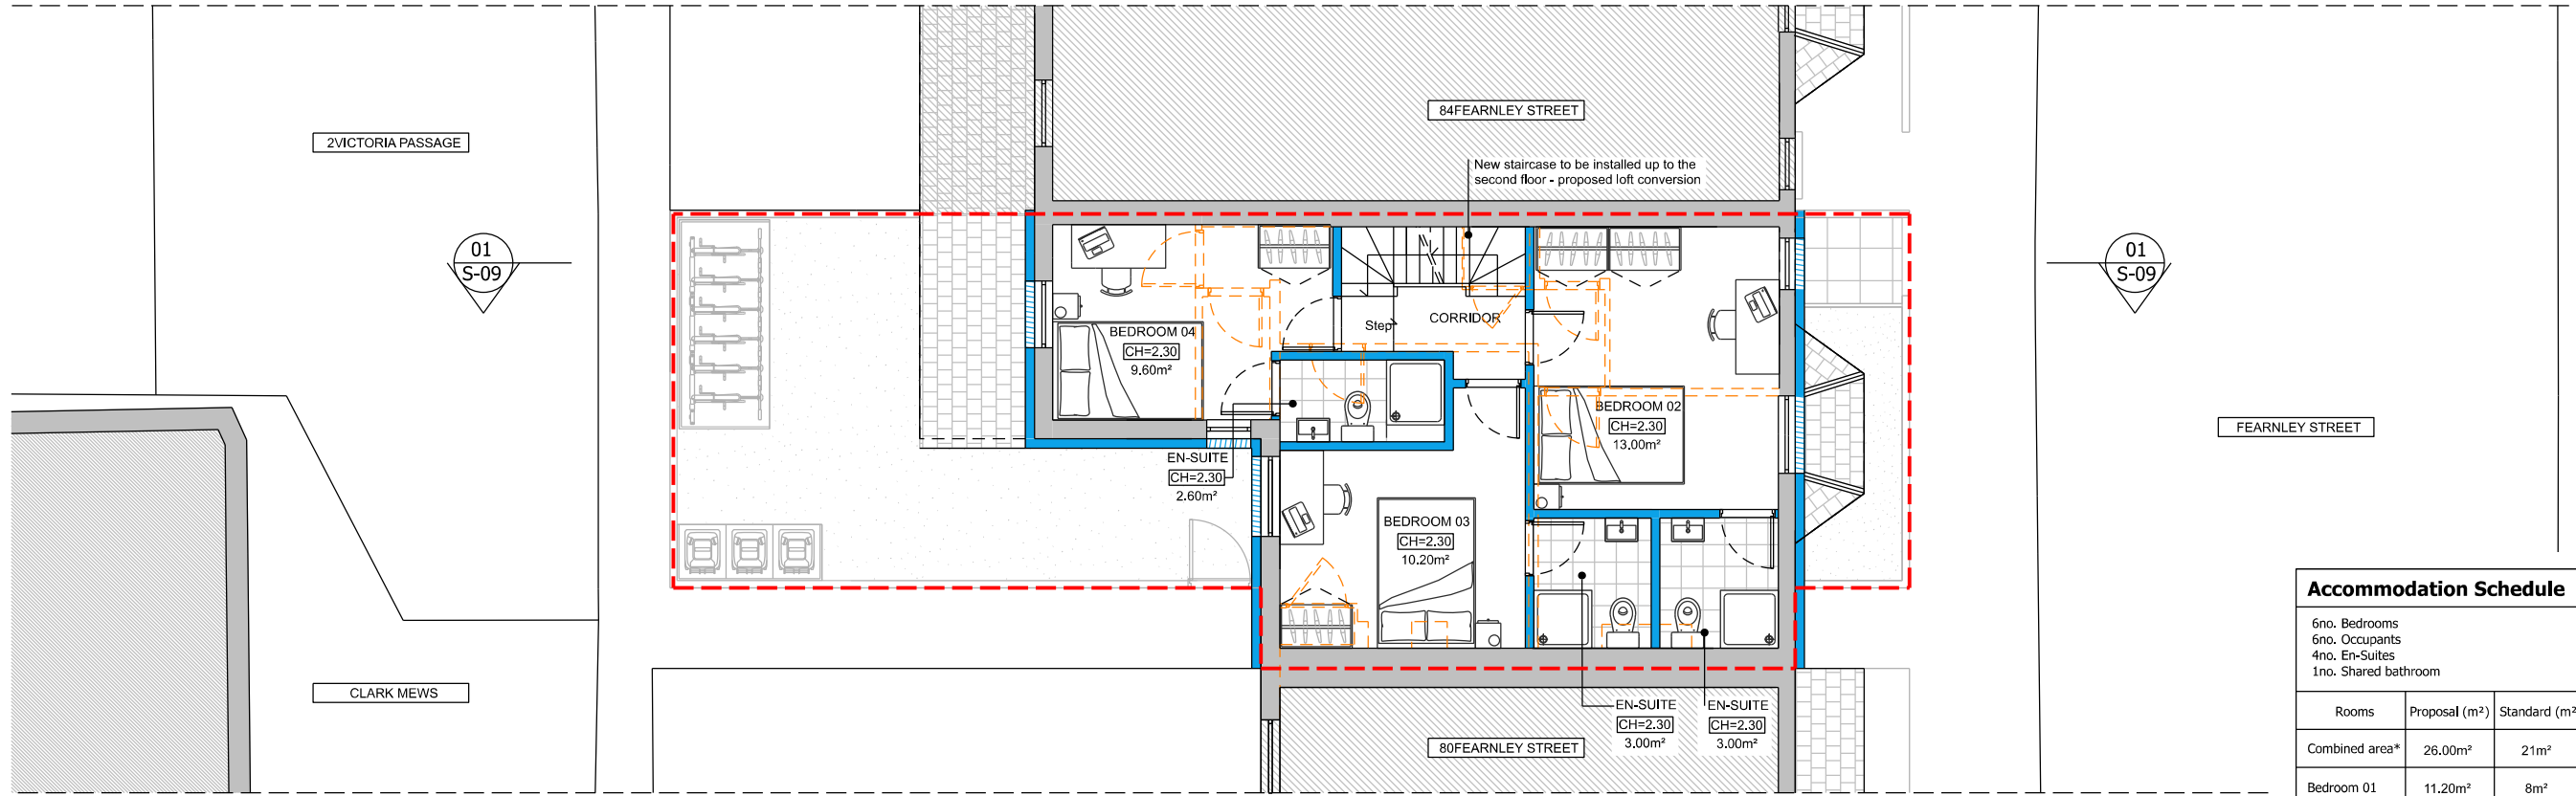 2VICTORIA PASSAGE
01
S-09
84FEARNLEY STREET
New staircase to be installed up to the
second floor - proposed loft conversion
01
S-09
BEDROOM 04
CH=2.30
9.60m²
Step
CORRIDOR
BEDROOM 02
CH=2.30
13.00m²
EN-SUITE
CH=2.30
2.60m²
BEDROOM 03
CH=2.30
10.20m²
FEARNLEY STREET
CLARK MEWS
EN-SUITE
CH=2.30
3.00m²
EN-SUITE
CH=2.30
3.00m²
80FEARNLEY STREET
Accommodation Schedule
6no. Bedrooms
6no. Occupants
4no. En-Suites
1no. Shared bathroom
Rooms Proposal (m²) Standard (m²
Combined area* 26.00m² 21m²
Bedroom 01 11.20m² 8m²